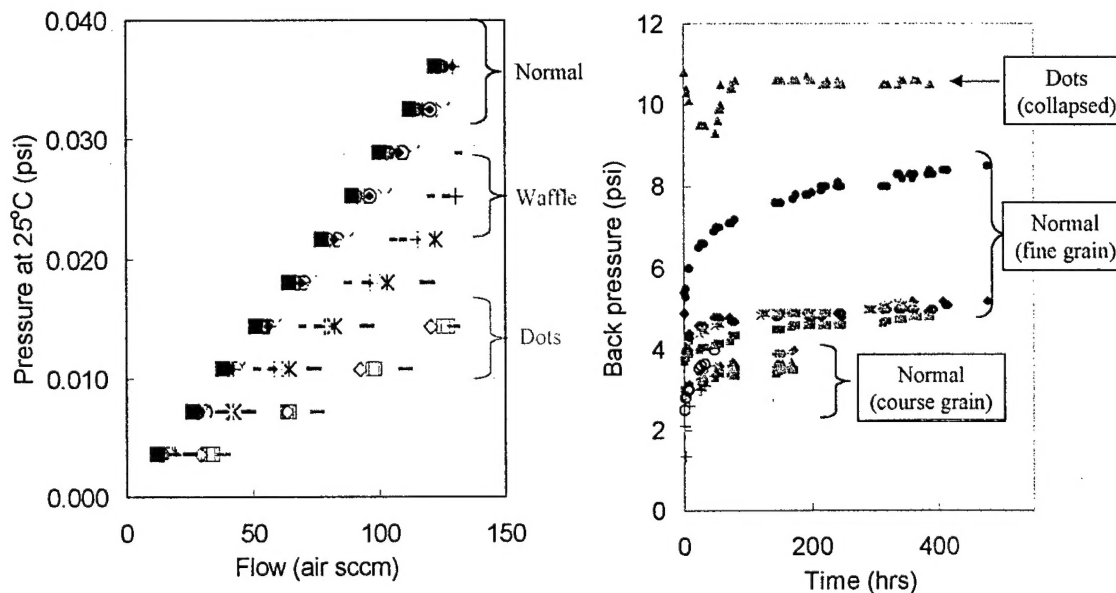 0.040
0.030
0.020
0.010
0.000
Pressure at 25°C (psi)
0
50
100
150
Flow (air sccm)
Normal
Waffle
Dots
12
10
8
6
4
2
0
Back pressure (psi)
0
200
400
Time (hrs)
Dots
(collapsed)
Normal
(fine grain)
Normal
(course grain)